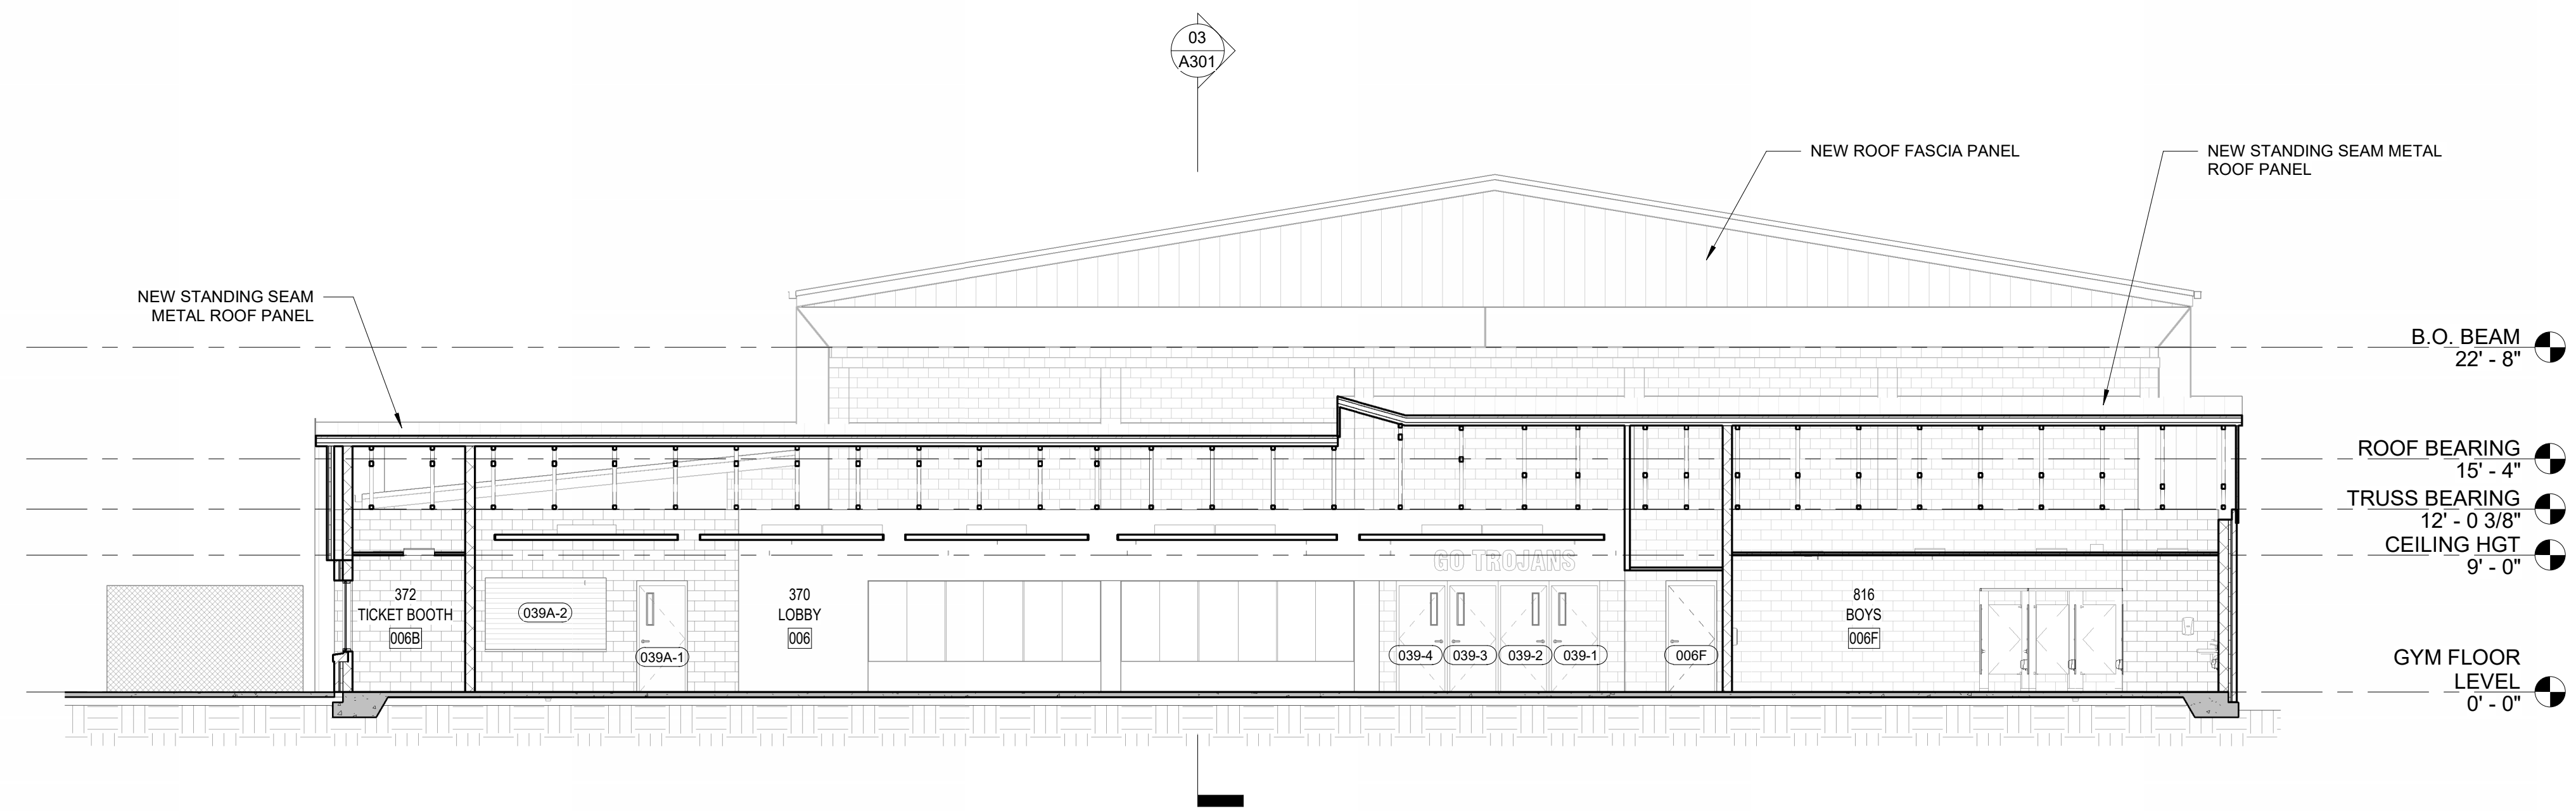 03
A301
NEW ROOF FASCIA PANEL
NEW STANDING SEAM METAL
ROOF PANEL
NEW STANDING SEAM
METAL ROOF PANEL
B.O. BEAM
22' - 8"
ROOF BEARING
15' - 4"
TRUSS BEARING
12' - 0 3/8"
CEILING HGT
9' - 0"
GO TROJANS
372
TICKET BOOTH
006B
039A-2
039A-1
370
LOBBY
006
039-4
039-3
039-2
039-1
006F
816
BOYS
006F
GYM FLOOR
LEVEL
0' - 0"